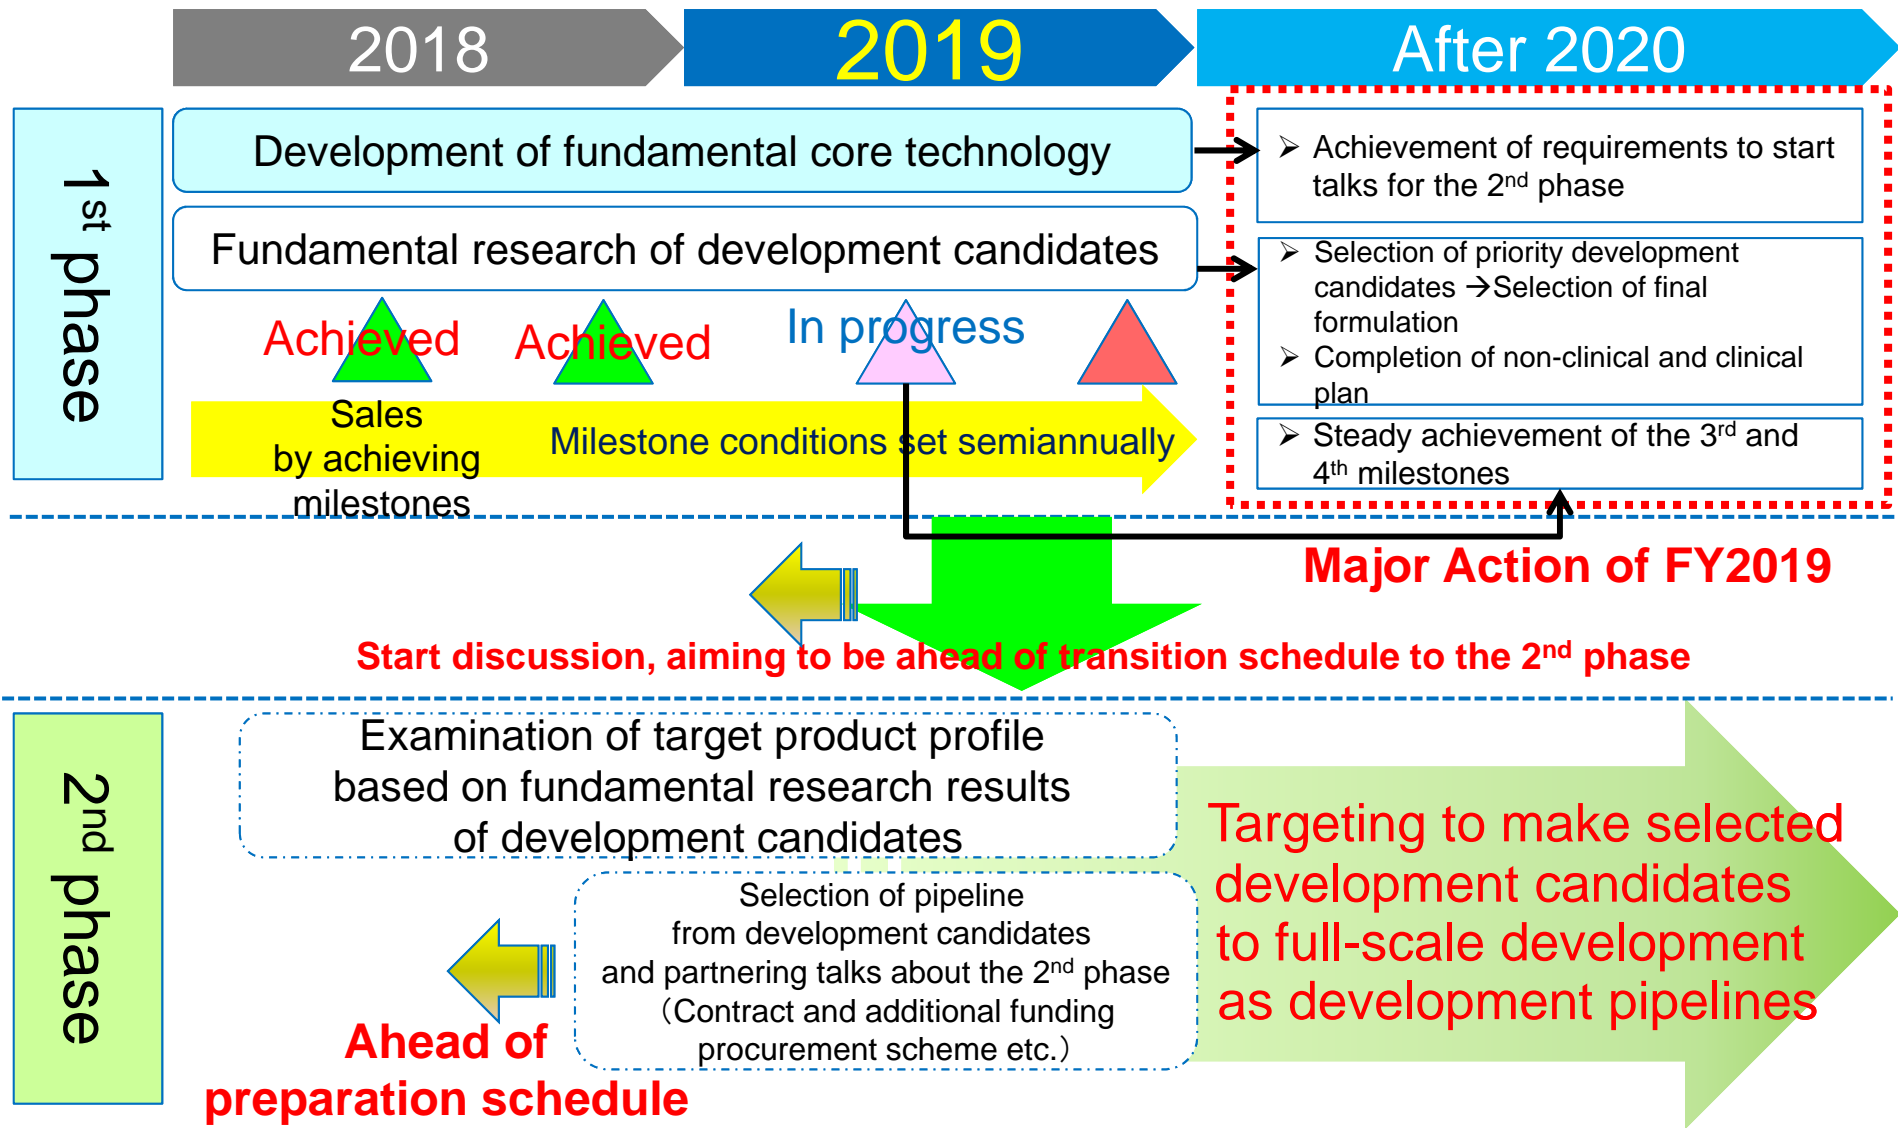 2018
2019
After 2020
1st phase
Development of fundamental core technology
➢ Achievement of requirements to start
talks for the 2nd phase
Fundamental research of development candidates
➢ Selection of priority development
candidates →Selection of final
formulation
➢ Completion of non-clinical and clinical
plan
Achieved
Achieved
In progress
Sales
by achieving
milestones
Milestone conditions set semiannually
➢ Steady achievement of the 3rd and
4th milestones
Major Action of FY2019
Start discussion, aiming to be ahead of transition schedule to the 2nd phase
2nd phase
Examination of target product profile
based on fundamental research results
of development candidates
Selection of pipeline
from development candidates
and partnering talks about the 2nd phase
（Contract and additional funding
procurement scheme etc.）
Ahead of
preparation schedule
Targeting to make selected
development candidates
to full-scale development
as development pipelines